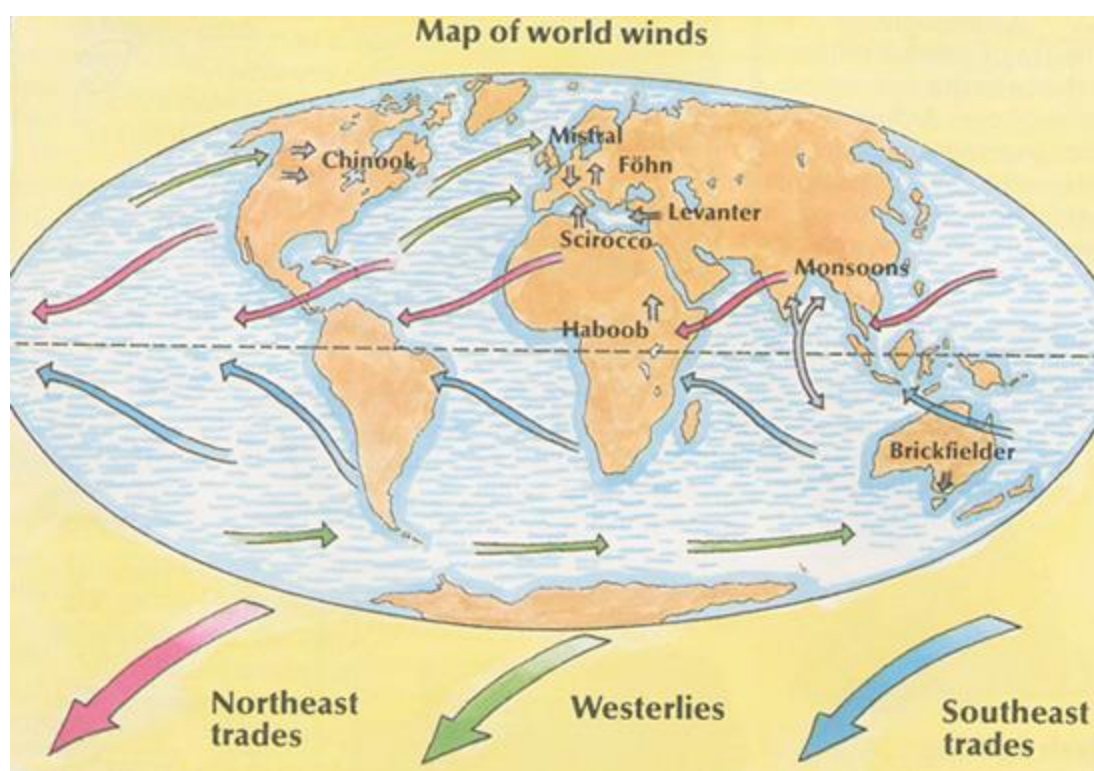 Map of world winds
Mistral
Chinook
Föhn
Levanter
Scirocco
Monsoons
Haboob
Brickfielder
Northeast
trades
Westerlies
Southeast
trades